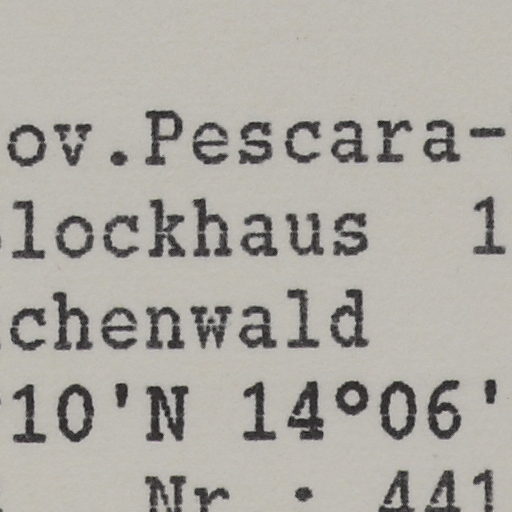 ov.Pescara-
lockhaus 1
chenwald
10'N 14°06'
Nr. 441